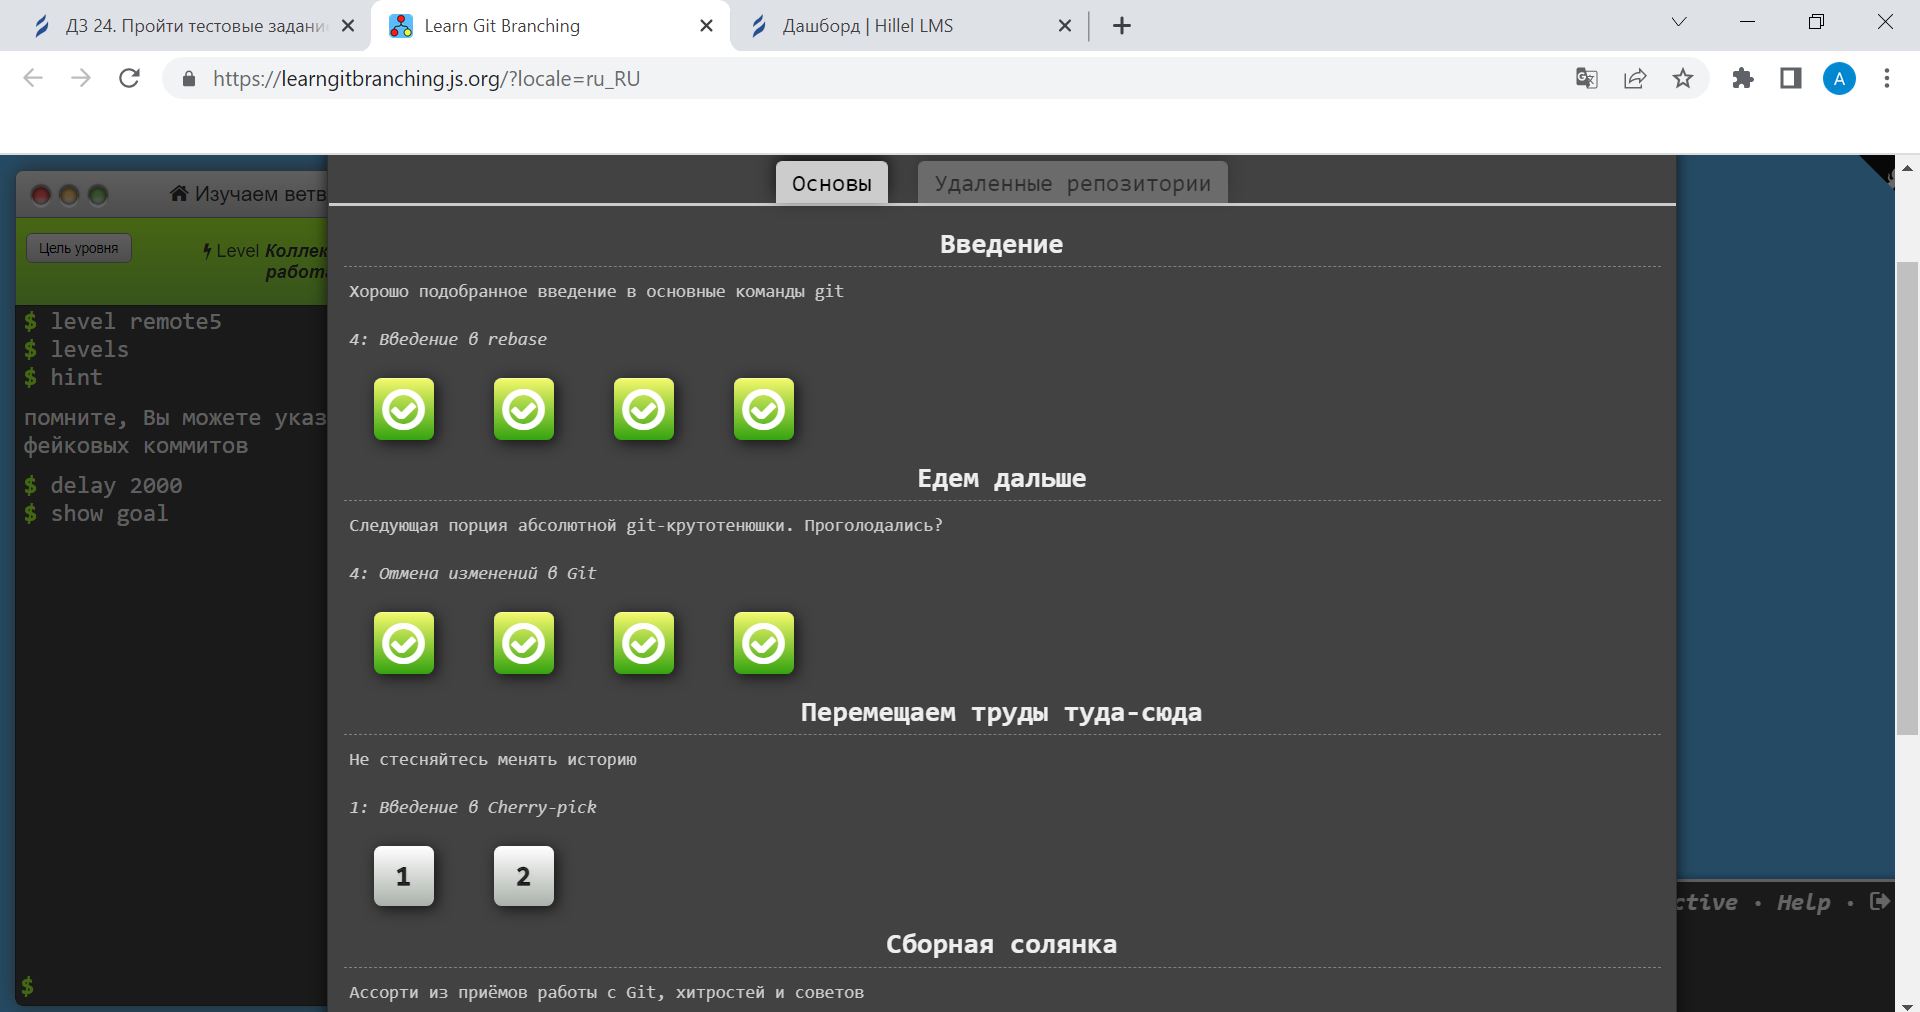 ДЗ 24. Пройти тестовые задани
Learn Git Branching
Дашборд | Hillel LMS
https://learngitbranching.js.org/?locale=ru_RU
A
Изучаем ветв
Основы
Удаленные репозитории
Цель уровня
Level Коллек
работа
$ level remote5
$ levels
$ hint
помните, Вы можете указ
фейковых коммитов
$ delay 2000
$ show goal
$
Введение
Хорошо подобранное введение в основные команды git
4: Введение в rebase
Едем дальше
Следующая порция абсолютной git-крутотенюшки. Проголодались?
4: Отмена изменений в Git
Перемещаем труды туда-сюда
Не стесняйтесь менять историю
1: Введение в Cherry-pick
1 2
Сборная солянка
Ассорти из приёмов работы с Git, хитростей и советов
ctive • Help •